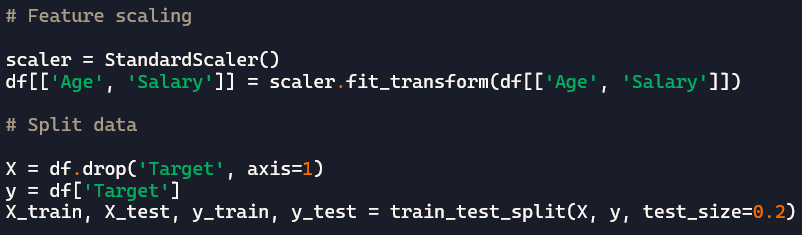 # Feature scaling
scaler = StandardScaler()
df[['Age', 'Salary']] = scaler.fit_transform(df[['Age', 'Salary']])
# Split data
X = df.drop('Target', axis=1)
y = df['Target']
X_train, X_test, y_train, y_test = train_test_split(X, y, test_size=0.2)